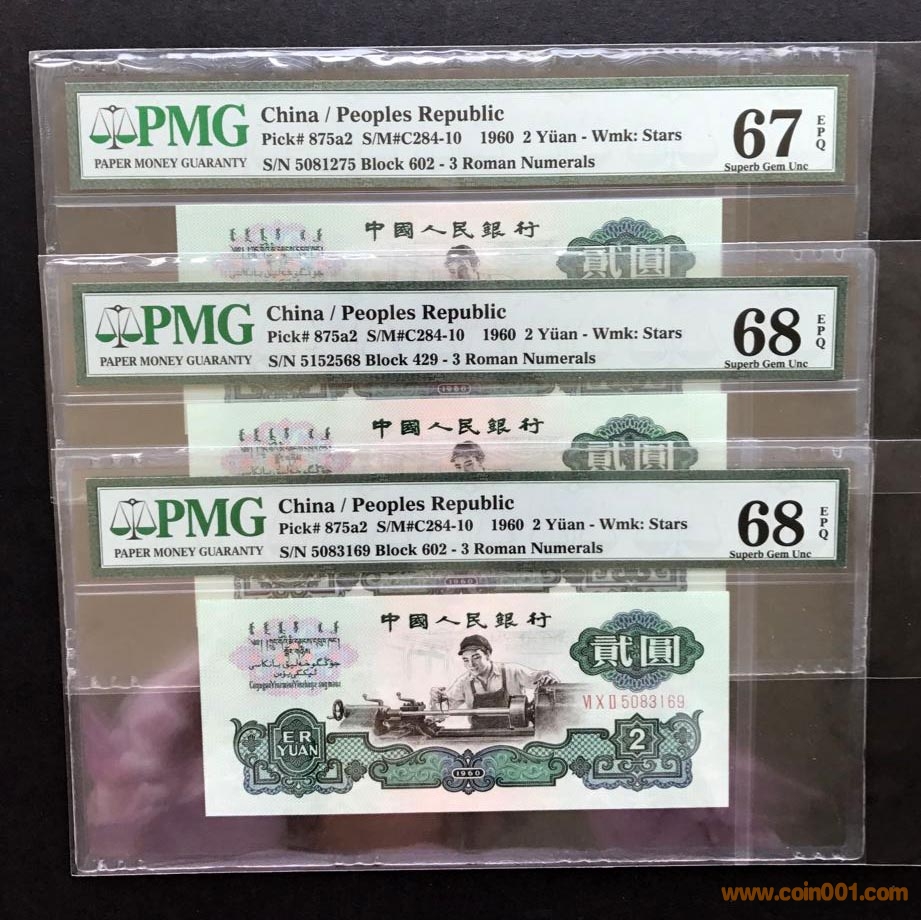 PMG
PAPER MONEY GUARANTY
China / Peoples Republic
Pick# 875a2 S/M#C284-10 1960 2 Yüan - Wmk: Stars
S/N 5081275 Block 602 - 3 Roman Numerals
67
EPQ
Superb Gem Unc
中國人民銀行
貳圓
PMG
PAPER MONEY GUARANTY
China / Peoples Republic
Pick# 875a2 S/M#C284-10 1960 2 Yüan - Wmk: Stars
S/N 5152568 Block 429 - 3 Roman Numerals
68
EPQ
Superb Gem Unc
1960
中國人民銀行
貳圓
PMG
PAPER MONEY GUARANTY
China / Peoples Republic
Pick# 875a2 S/M#C284-10 1960 2 Yüan - Wmk: Stars
S/N 5083169 Block 602 - 3 Roman Numerals
68
EPQ
Superb Gem Unc
1960
中國人民銀行
貳圓
VI X II 5083169
ER
YUAN
2
1960
www.coin001.com